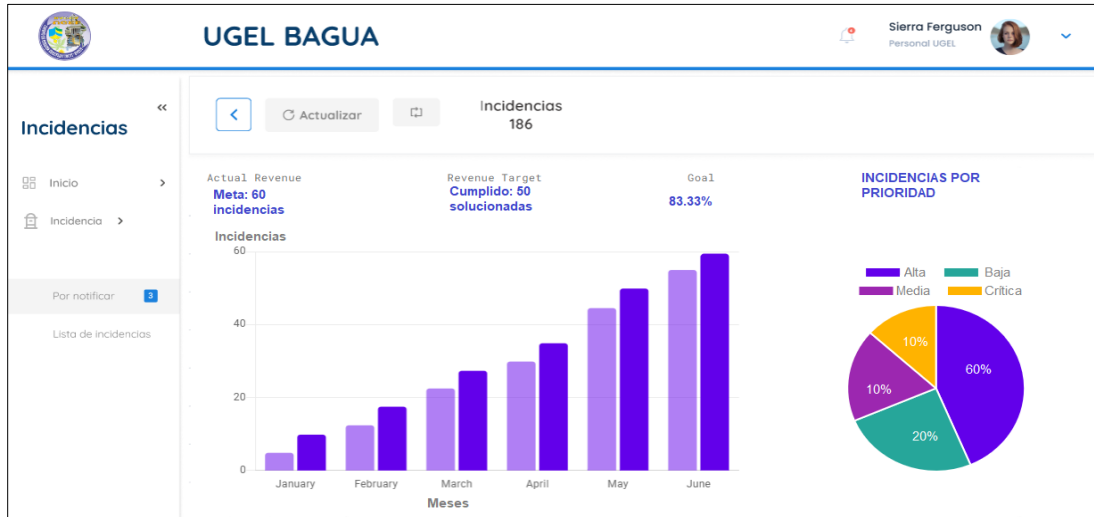 UGEL BAGUA
Sierra Ferguson
Personal UGEL
Incidencias
«
Actualizar
Incidencias
186
Inicio
Incidencia
Por notificar
3
Lista de incidencias
Actual Revenue
Meta: 60
incidencias
Revenue Target
Cumplido: 50
solucionadas
Goal
83.33%
INCIDENCIAS POR
PRIORIDAD
Incidencias
60
40
20
0
January
February
March
April
May
June
Meses
Alta
Baja
Media
Crítica
10%
60%
10%
20%